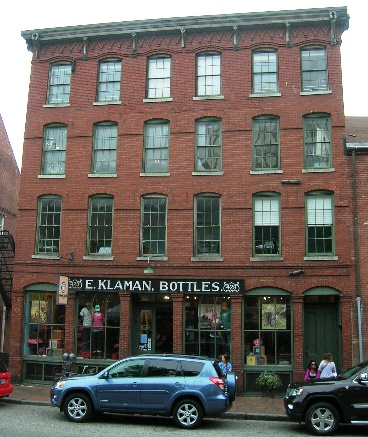 E. KLAMAN, BOTTLES.